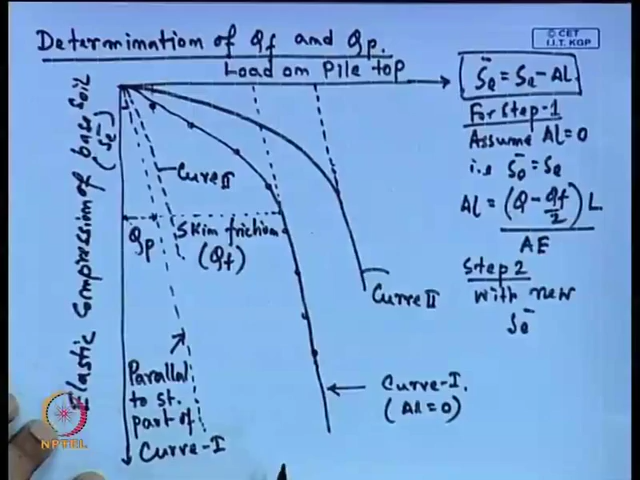 Determination of Qf and Qp.
© CET
I.I.T. KGP
Load on Pile top
Elastic Compression of base soil
(S̄e)
Curve II
Qp
Skin friction
(Qf)
Curve II
Parallel
to st.
part of
Curve-I
Curve-I.
(Δl=0)
S̄e = Se - Δl
For Step-1
Assume Δl=0
i.e S̄e = Se
Δl = (Q - Qf/2) L
AE
Step 2
with new
S̄e
NPTEL